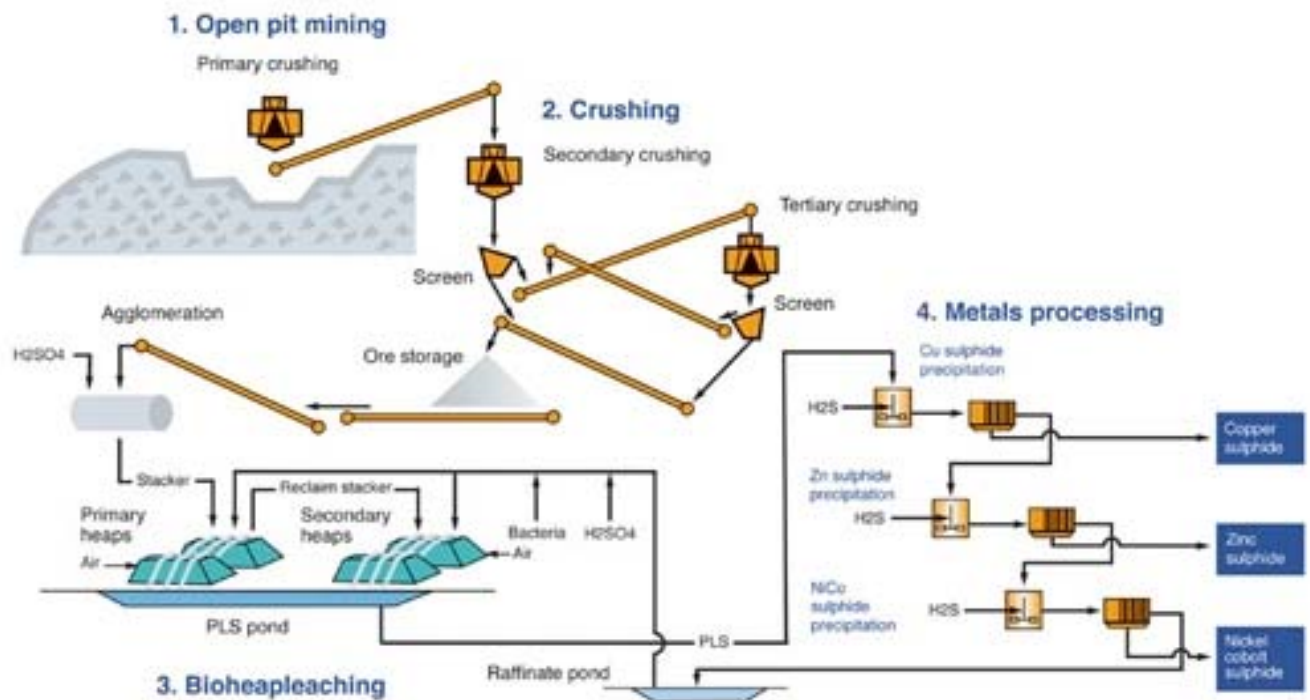 1. Open pit mining
Primary crushing
2. Crushing
Secondary crushing
Tertiary crushing
Screen
Screen
Agglomeration
H2SO4
Ore storage
4. Metals processing
Cu sulphide
precipitation
H2S
Copper
sulphide
Stacker
Reclaim stacker
Primary
heaps
Secondary
heaps
Air
Bacteria
H2SO4
Air
Zn sulphide
precipitation
H2S
Zinc
sulphide
PLS pond
PLS
NiCo
sulphide
precipitation
H2S
Nickel
cobolt
sulphide
Raffinate pond
3. Bioheapleaching